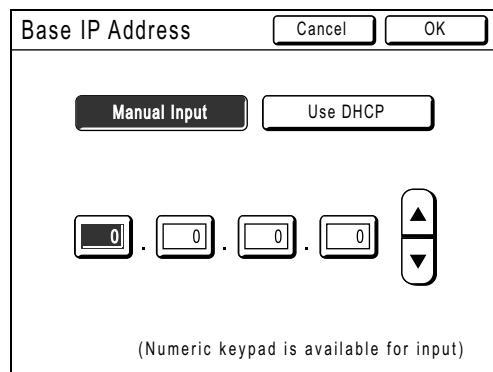 Base IP Address Cancel OK
Manual Input Use DHCP
0 . 0 . 0 . 0
(Numeric keypad is available for input)